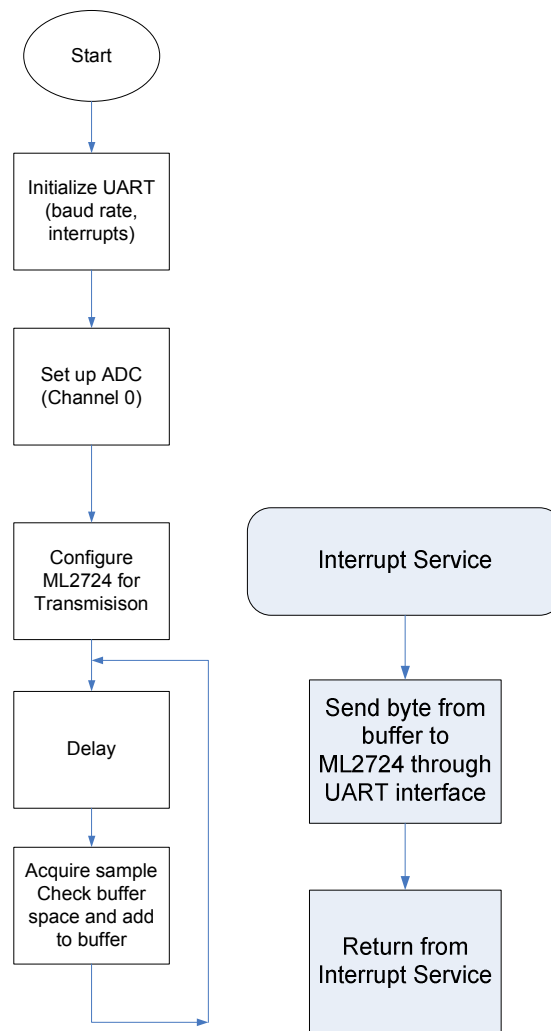 Start
Initialize UART
(baud rate,
interrupts)
Set up ADC
(Channel 0)
Configure
ML2724 for
Transmisison
Delay
Acquire sample
Check buffer
space and add
to buffer
Interrupt Service
Send byte from
buffer to
ML2724 through
UART interface
Return from
Interrupt Service